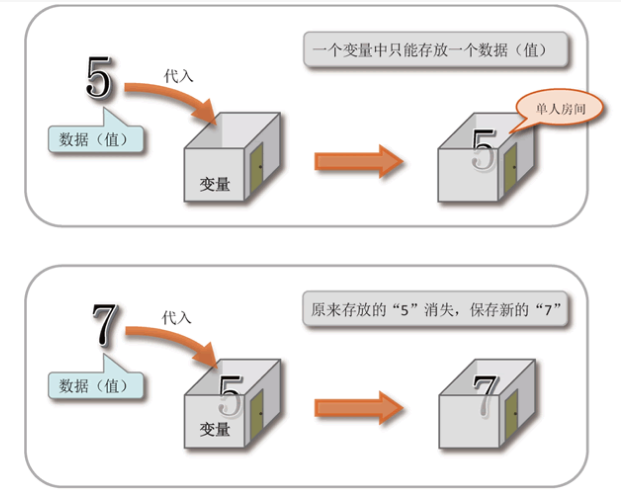 一个变量中只能存放一个数据（值）
5
代入
单人房间
数据（值）
5
变量
原来存放的“5”消失，保存新的“7”
7
代入
数据（值）
5
7
变量